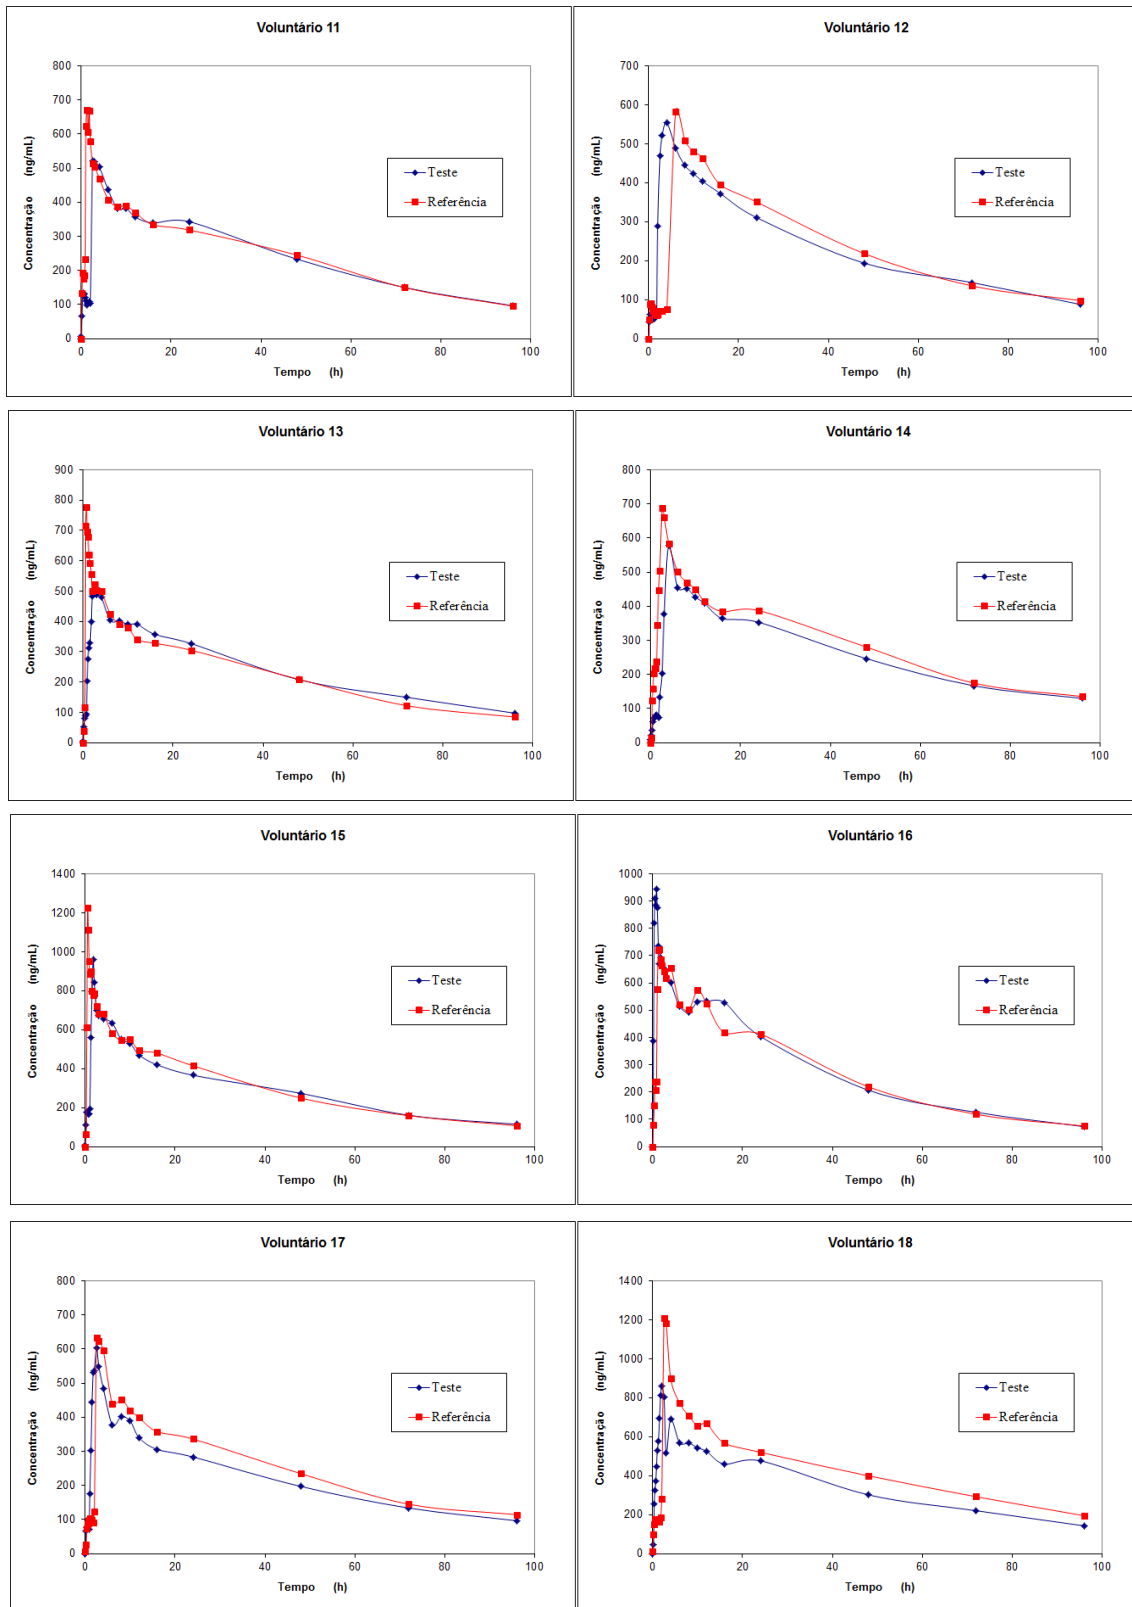 Voluntário 11
800
700
600
500
400
300
200
100
0
0 20 40 60 80 100
Concentração (ng/mL)
Tempo (h)
Teste
Referência
Voluntário 12
700
600
500
400
300
200
100
0
0 20 40 60 80 100
Concentração (ng/mL)
Tempo (h)
Teste
Referência
Voluntário 13
900
800
700
600
500
400
300
200
100
0
0 20 40 60 80 100
Concentração (ng/mL)
Tempo (h)
Teste
Referência
Voluntário 14
800
700
600
500
400
300
200
100
0
0 20 40 60 80 100
Concentração (ng/mL)
Tempo (h)
Teste
Referência
Voluntário 15
1400
1200
1000
800
600
400
200
0
0 20 40 60 80 100
Concentração (ng/mL)
Tempo (h)
Teste
Referência
Voluntário 16
1000
900
800
700
600
500
400
300
200
100
0
0 20 40 60 80 100
Concentração (ng/mL)
Tempo (h)
Teste
Referência
Voluntário 17
800
700
600
500
400
300
200
100
0
0 20 40 60 80 100
Concentração (ng/mL)
Tempo (h)
Teste
Referência
Voluntário 18
1400
1200
1000
800
600
400
200
0
0 20 40 60 80 100
Concentração (ng/mL)
Tempo (h)
Teste
Referência